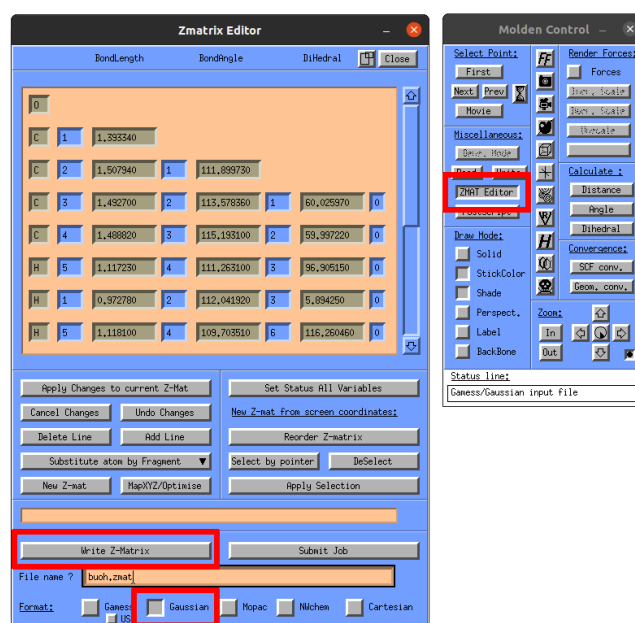 Zmatrix Editor
BondLength BondAngle DiHedral Close
O
C 1 1.393340
C 2 1.507940 1 111.899730
C 3 1.492700 2 113.578360 1 60.025970 0
C 4 1.488820 3 115.193100 2 59.997220 0
H 5 1.117230 4 111.263100 3 96.905150 0
H 1 0.972780 2 112.041920 3 5.894250 0
H 5 1.118100 4 109.703510 6 116.260460 0
Apply Changes to current Z-Mat
Set Status All Variables
Cancel Changes Undo Changes
New Z-mat from screen coordinates:
Delete Line Add Line
Reorder Z-matrix
Substitute atom by Fragment
Select by pointer DeSelect
New Z-mat MapXYZ/Optimise
Apply Selection
Write Z-Matrix
Submit Job
File name ? buoh.zmat
Format: Gamess Gaussian Mopac NWchem Cartesian
US
Molden Control
Select Point:
First
Next Prev
Movie
Miscellaneous:
Read Write
ZMAT Editor
PostScript
Draw Mode:
Solid
StickColor
Shade
Perspect.
Label
BackBone
FF
H
Render Forces:
Forces
Calculate :
Distance
Angle
Dihedral
Convergence:
SCF conv.
Geom. conv.
Zoom:
In
Out
Status line:
Gamess/Gaussian input file